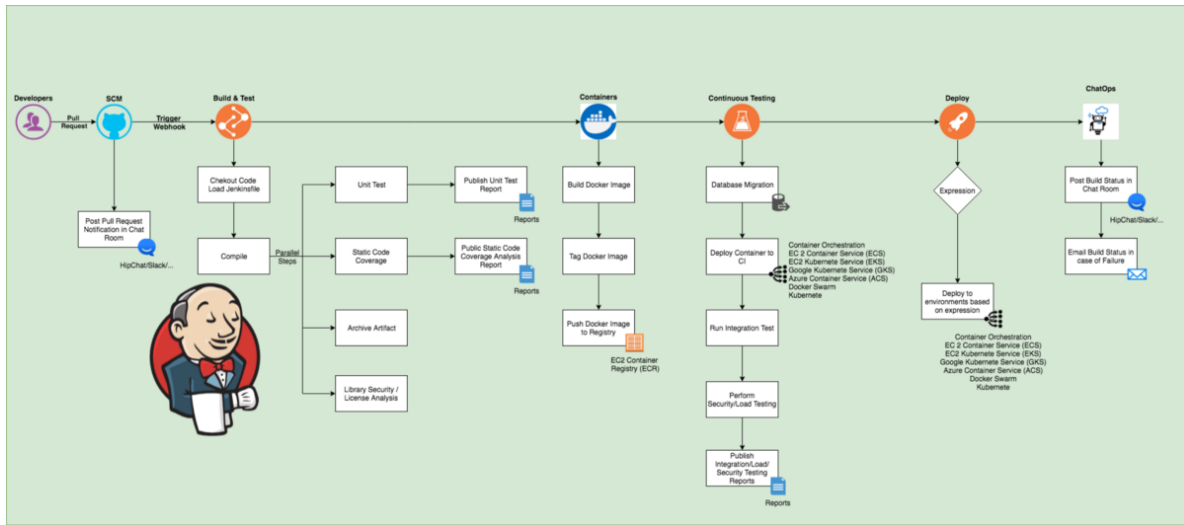 Developers
SCM
Build & Test
Containers
Continuous Testing
Deploy
ChatOps
Pull
Request
Trigger
Webhook
Post Pull Request
Notification in Chat
Room
HipChat/Slack/...
Chekout Code
Load Jenkinsfile
Compile
Parallel
Steps
Unit Test
Publish Unit Test
Report
Reports
Static Code
Coverage
Public Static Code
Coverage Analysis
Report
Reports
Archive Artifact
Library Security /
License Analysis
Build Docker Image
Tag Docker Image
Push Docker Image
to Registry
EC2 Container
Registry (ECR)
Database Migration
Deploy Container to
CI
Container Orchestration
EC 2 Container Service (ECS)
EC2 Kubernete Service (EKS)
Google Kubernete Service (GKS)
Azure Container Service (ACS)
Docker Swarm
Kubernete
Run Integration Test
Perform
Security/Load Testing
Publish
Integration/Load/
Security Testing
Reports
Reports
Expression
Deploy to
environments based
on expression
Container Orchestration
EC 2 Container Service (ECS)
EC2 Kubernete Service (EKS)
Google Kubernete Service (GKS)
Azure Container Service (ACS)
Docker Swarm
Kubernete
Post Build Status in
Chat Room
HipChat/Slack/...
Email Build Status in
case of Failure